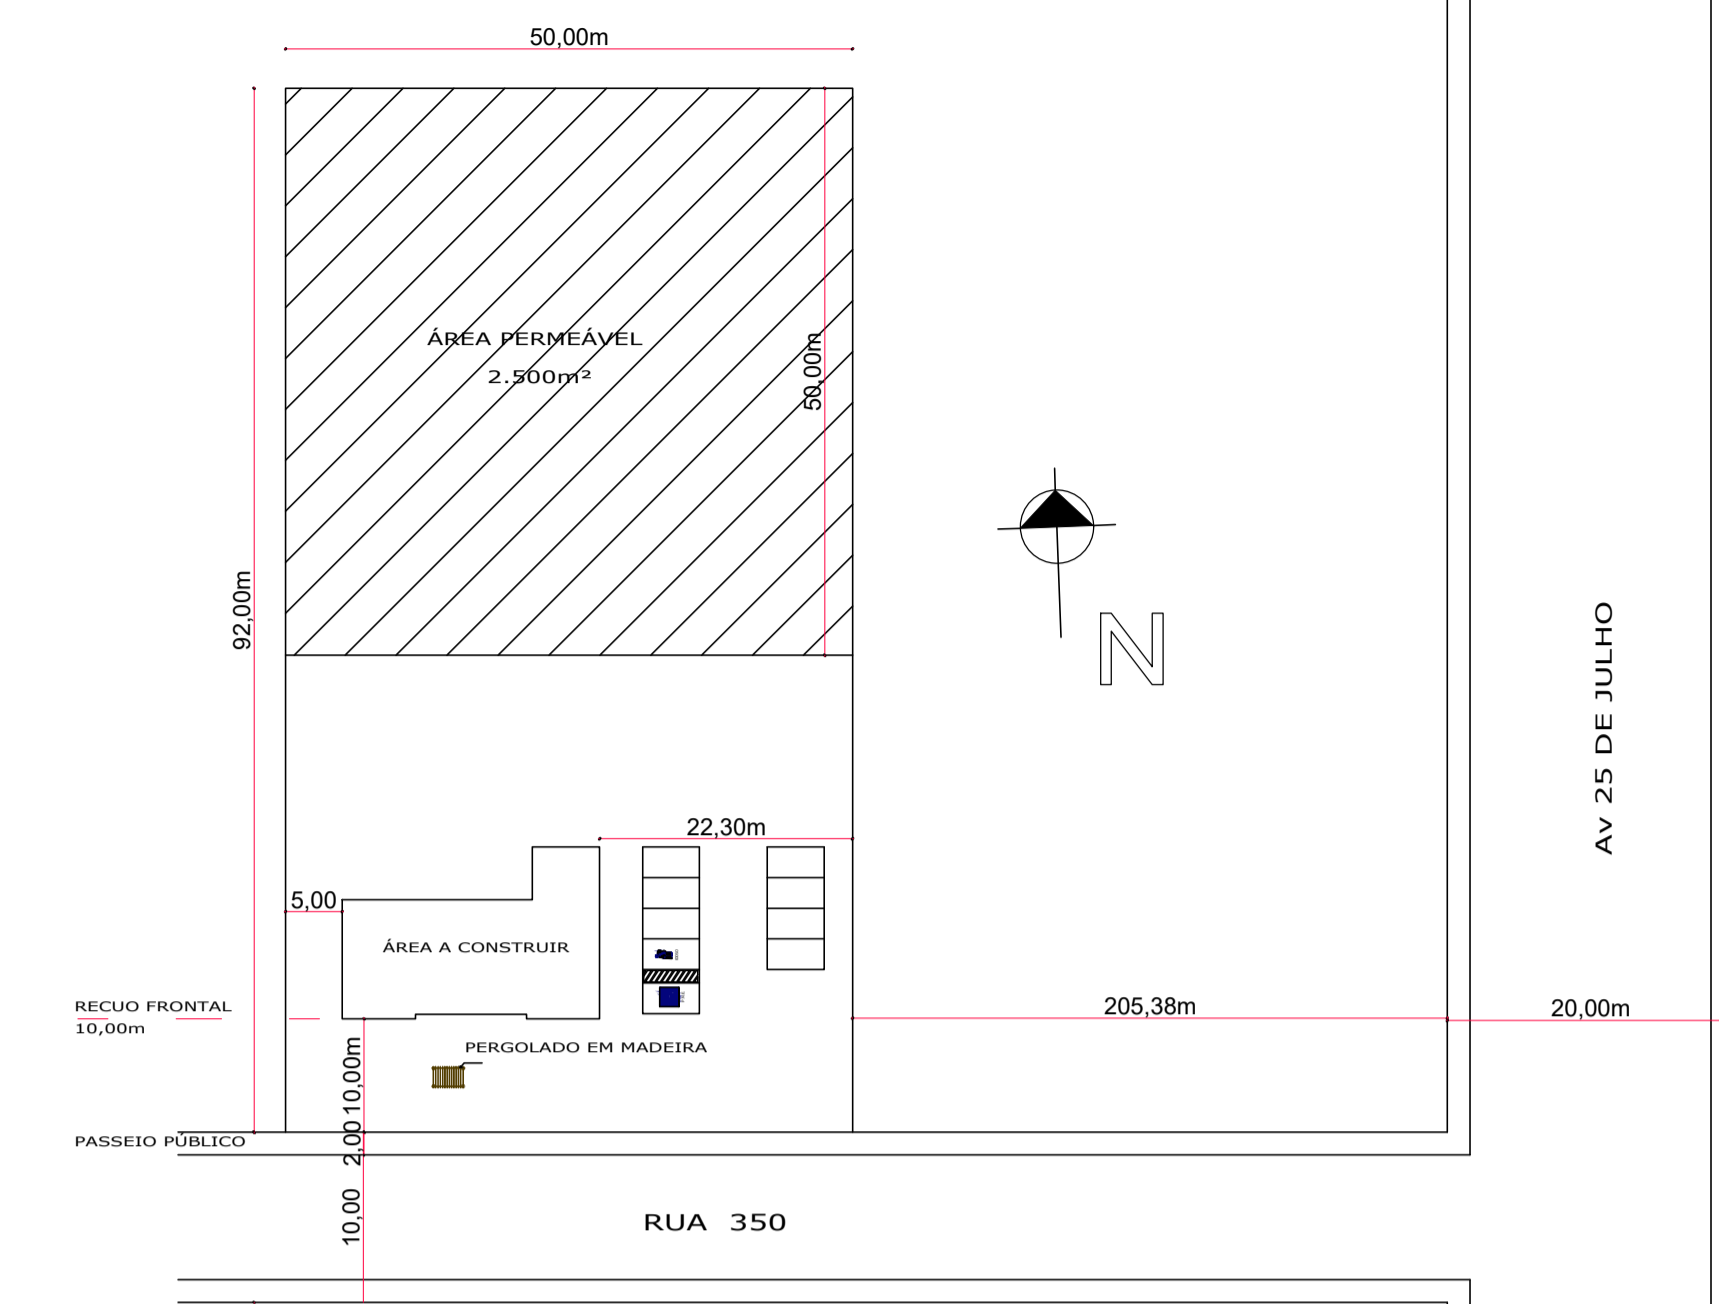 50,00m
ÁREA PERMEÁVEL
2.500m²
50,00m
92,00m
N
Av 25 DE JULHO
22,30m
5,00
ÁREA A CONSTRUIR
RECUO FRONTAL
10,00m
205,38m
20,00m
PERGOLADO EM MADEIRA
10,00m
PASSEIO PÚBLICO
2,00
10,00
RUA 350